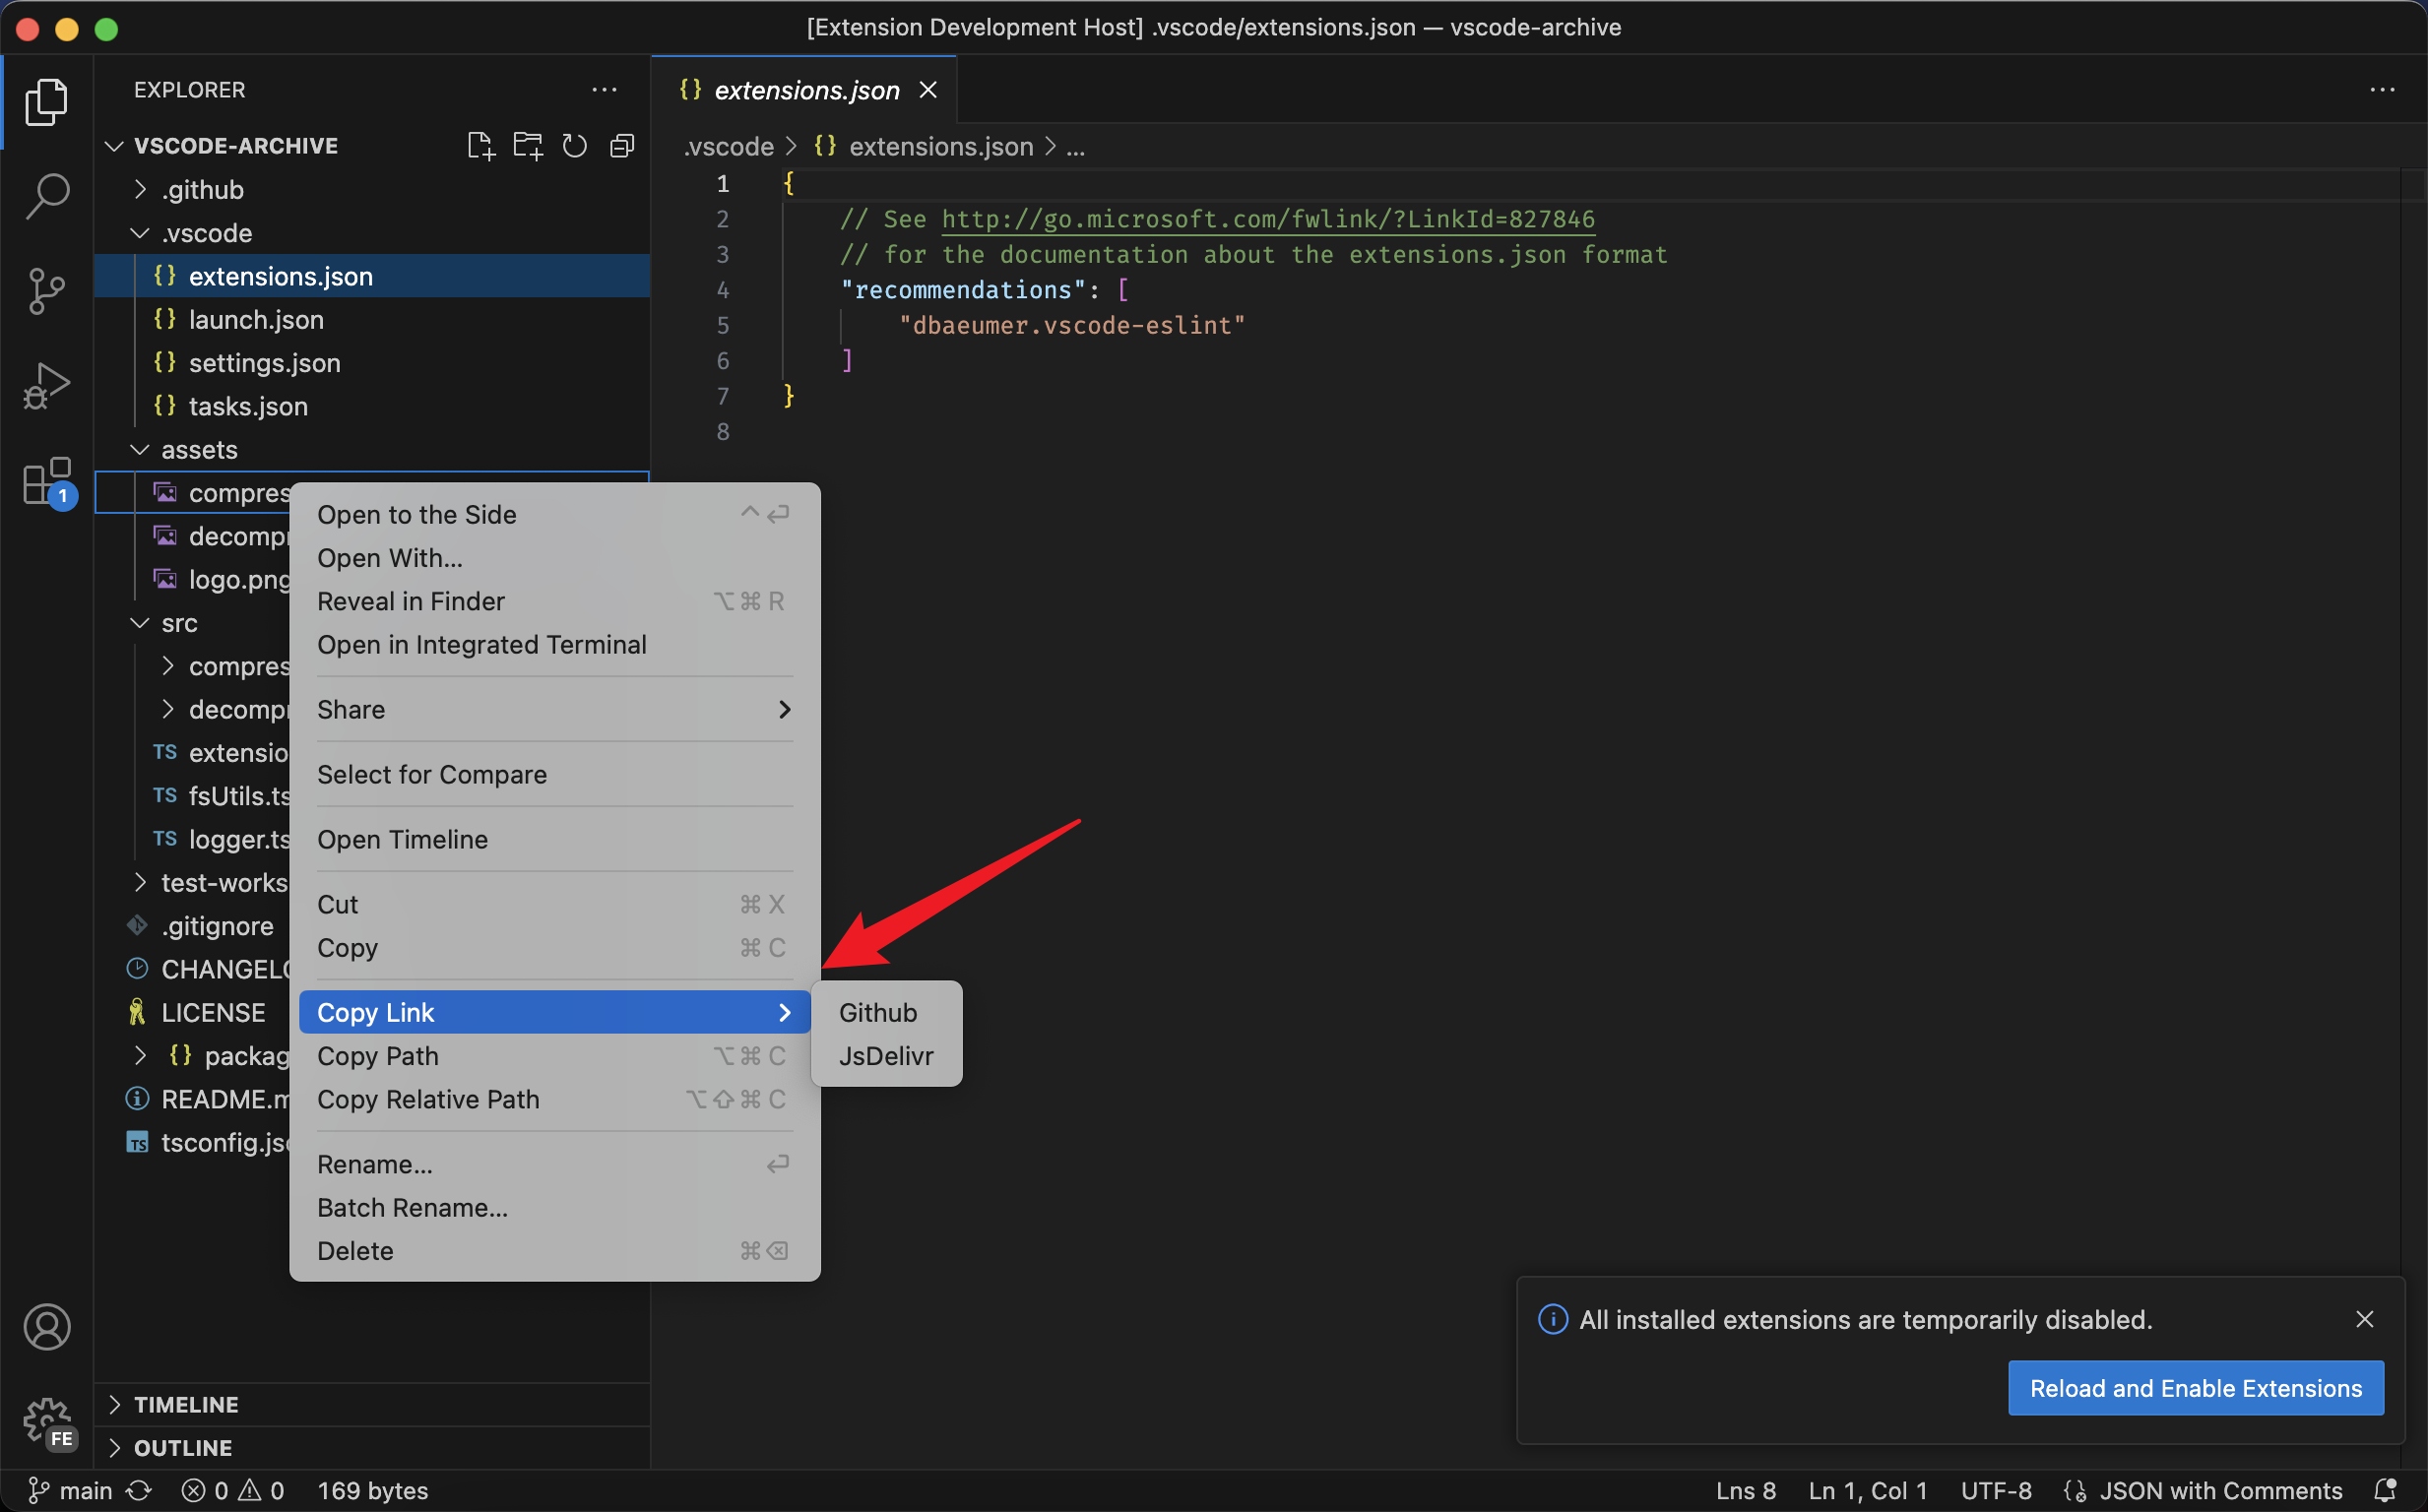 [Extension Development Host] .vscode/extensions.json — vscode-archive
EXPLORER
VSCODE-ARCHIVE
.github
.vscode
{} extensions.json
{} launch.json
{} settings.json
{} tasks.json
assets
compres
decomp
logo.png
src
compres
decomp
TS extensio
TS fsUtils.ts
TS logger.ts
test-works
.gitignore
CHANGEL
LICENSE
{} packag
README.m
TS tsconfig.js
TIMELINE
OUTLINE
1
FE
Open to the Side ^ ↩
Open With...
Reveal in Finder ⌥ ⌘ R
Open in Integrated Terminal
Share
Select for Compare
Open Timeline
Cut ⌘ X
Copy ⌘ C
Copy Link
Copy Path ⌥ ⌘ C
Copy Relative Path ⌥ ⇧ ⌘ C
Rename... ↩
Batch Rename...
Delete ⌘ ⌫
Github
JsDelivr
{} extensions.json
.vscode > {} extensions.json > ...
1 {
2 // See http://go.microsoft.com/fwlink/?LinkId=827846
3 // for the documentation about the extensions.json format
4 "recommendations": [
5 "dbaeumer.vscode-eslint"
6 ]
7 }
8
All installed extensions are temporarily disabled.
Reload and Enable Extensions
main 0 0 169 bytes Lns 8 Ln 1, Col 1 UTF-8 JSON with Comments